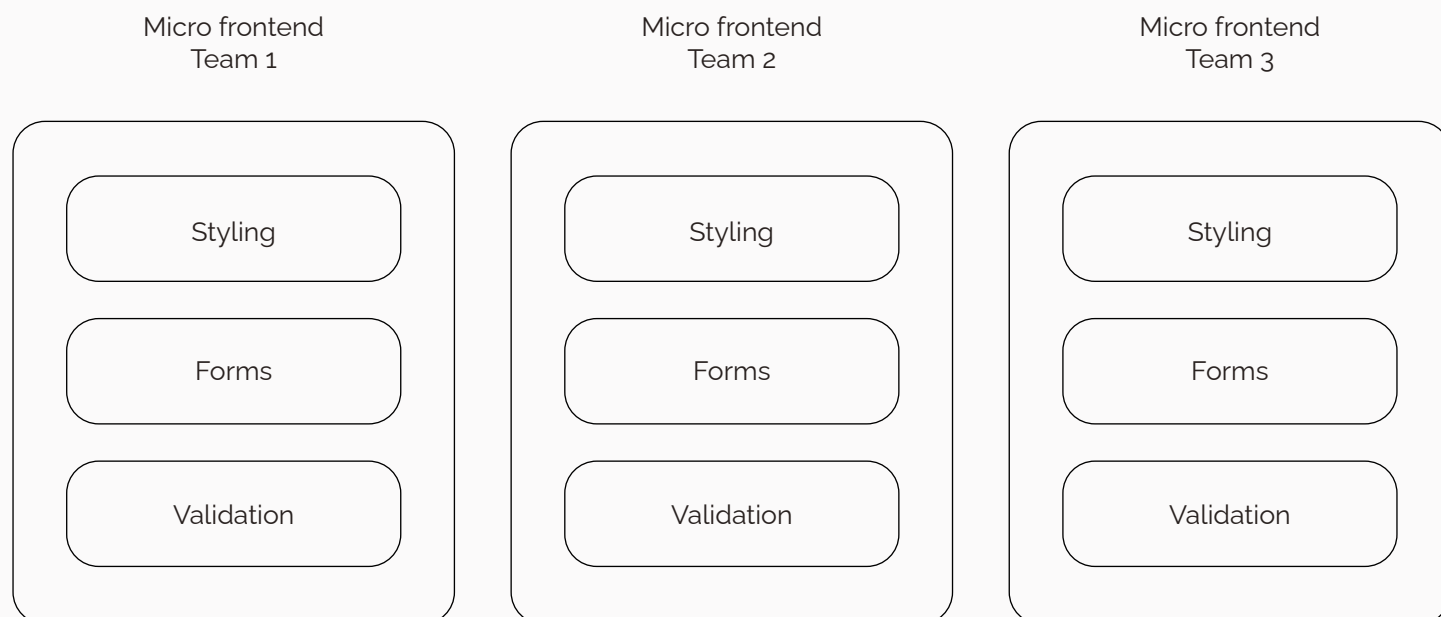 Micro frontend
Team 1
Micro frontend
Team 2
Micro frontend
Team 3
Styling
Forms
Validation
Styling
Forms
Validation
Styling
Forms
Validation